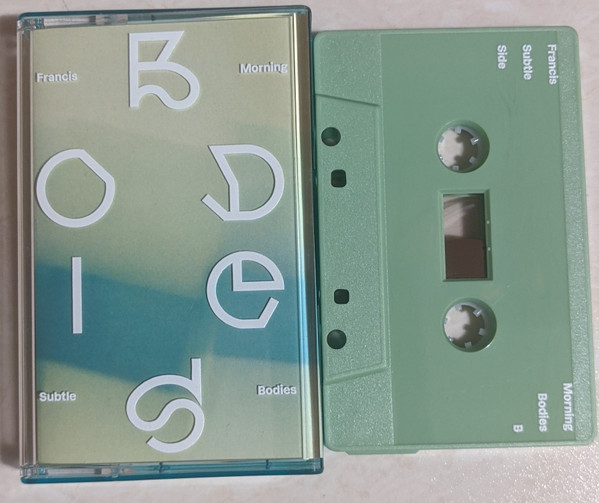 Francis Morning
Subtle Bodies
Francis Morning
Subtle Bodies
Side B